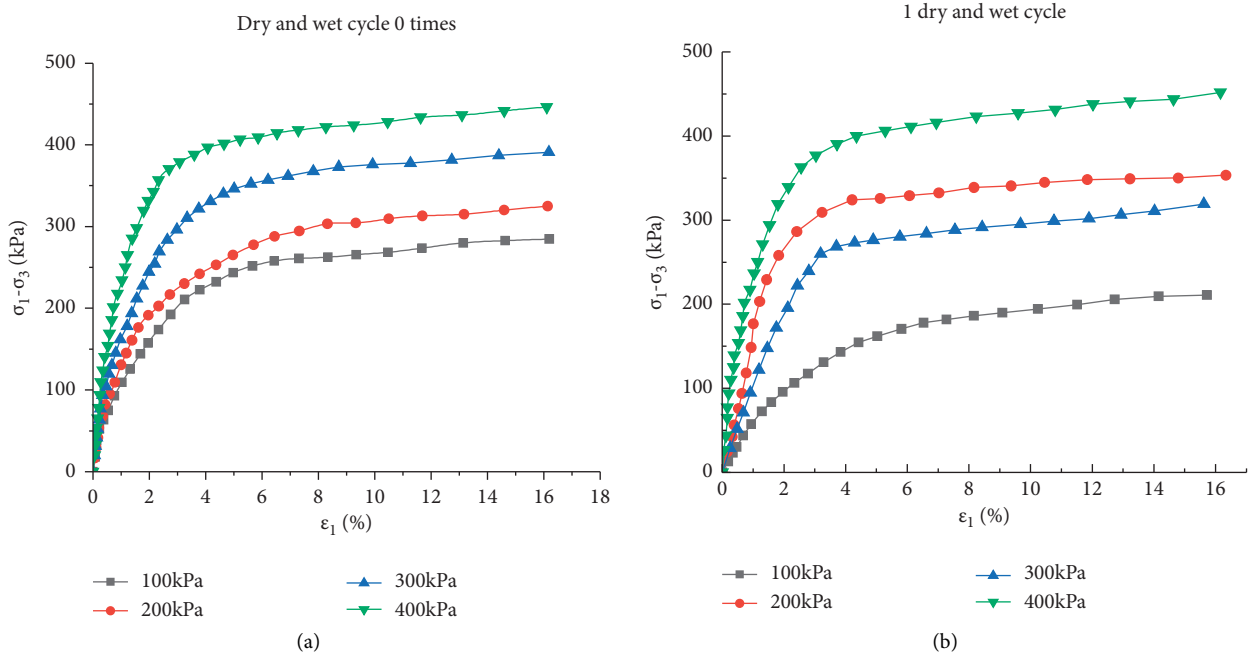 Dry and wet cycle 0 times
500
400
300
200
100
0
σ₁-σ₃ (kPa)
0 2 4 6 8 10 12 14 16 18
ε₁ (%)
100kPa 300kPa
200kPa 400kPa
(a)
1 dry and wet cycle
500
400
300
200
100
0
σ₁-σ₃ (kPa)
0 2 4 6 8 10 12 14 16
ε₁ (%)
100kPa 300kPa
200kPa 400kPa
(b)